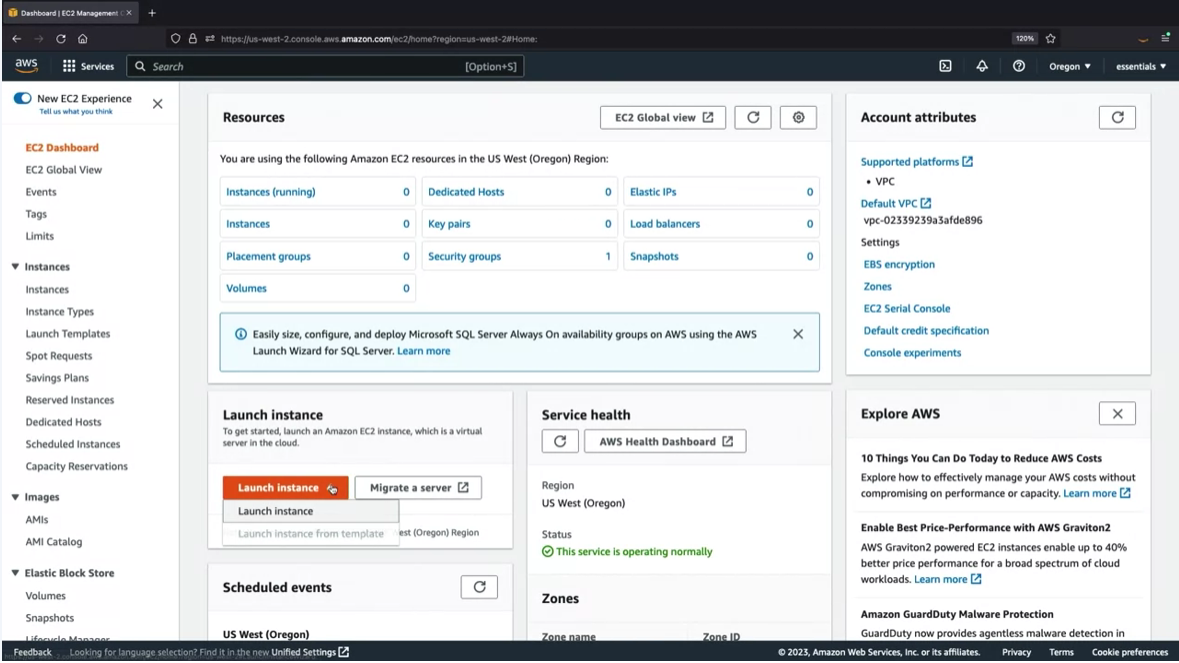 Dashboard | EC2 Management C
https://us-west-2.console.aws.amazon.com/ec2/home?region=us-west-2#Home:
120%
aws
Services
Search
[Option+S]
Oregon
essentials
New EC2 Experience
Tell us what you think
EC2 Dashboard
EC2 Global View
Events
Tags
Limits
Instances
Instances
Instance Types
Launch Templates
Spot Requests
Savings Plans
Reserved Instances
Dedicated Hosts
Scheduled Instances
Capacity Reservations
Images
AMIs
AMI Catalog
Elastic Block Store
Volumes
Snapshots
Lifecycle Manager
Resources
EC2 Global view
You are using the following Amazon EC2 resources in the US West (Oregon) Region:
Instances (running) 0
Dedicated Hosts 0
Elastic IPs 0
Instances 0
Key pairs 0
Load balancers 0
Placement groups 0
Security groups 1
Snapshots 0
Volumes 0
Easily size, configure, and deploy Microsoft SQL Server Always On availability groups on AWS using the AWS
Launch Wizard for SQL Server. Learn more
Launch instance
To get started, launch an Amazon EC2 instance, which is a virtual
server in the cloud.
Launch instance
Migrate a server
Launch instance
Launch instance from template
est (Oregon) Region
Scheduled events
US West (Oregon)
Service health
AWS Health Dashboard
Region
US West (Oregon)
Status
This service is operating normally
Zones
Zone name
Zone ID
Account attributes
Supported platforms
• VPC
Default VPC
vpc-02339239a3afde896
Settings
EBS encryption
Zones
EC2 Serial Console
Default credit specification
Console experiments
Explore AWS
10 Things You Can Do Today to Reduce AWS Costs
Explore how to effectively manage your AWS costs without
compromising on performance or capacity. Learn more
Enable Best Price-Performance with AWS Graviton2
AWS Graviton2 powered EC2 instances enable up to 40%
better price performance for a broad spectrum of cloud
workloads. Learn more
Amazon GuardDuty Malware Protection
GuardDuty now provides agentless malware detection in
Feedback
Looking for language selection? Find it in the new Unified Settings
© 2023, Amazon Web Services, Inc. or its affiliates.
Privacy
Terms
Cookie preferences